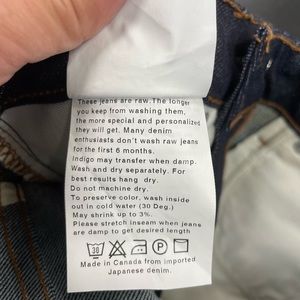 These jeans are raw.The longer
you keep from washing them,
the more special and personalized
they will. Many denim
enthusiasts don't wash raw jeans
for the first 6 months.
Indigo may transfer when damp.
Wash and dry separately. For
best results hang dry.
Do not machine dry.
To preserve color, wash inside
out in cold water (30 Deg.)
May shrink up to 3%.
Please stretch inseam when jeans
are damp to get desired length
30
Made in Canada from imported
Japanese denim.